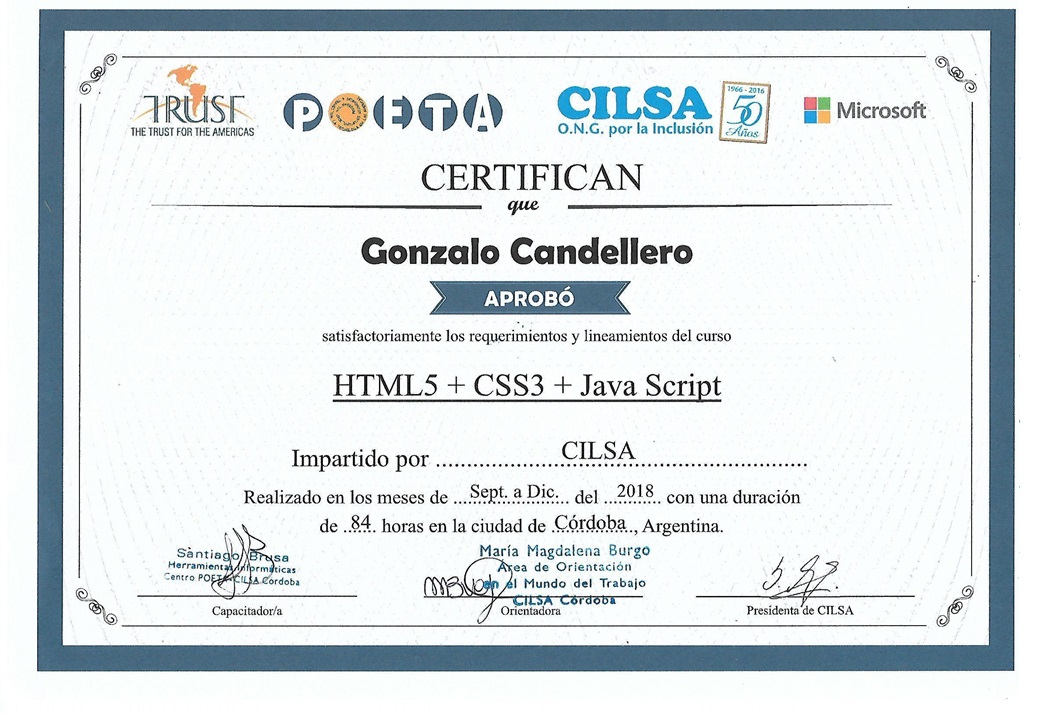 TRUST
THE TRUST FOR THE AMERICAS
POETA
CILSA
O.N.G. por la Inclusión
1966 - 2016
50
Años
Microsoft
CERTIFICAN
que
Gonzalo Candellero
APROBÓ
satisfactoriamente los requerimientos y lineamientos del curso
HTML5 + CSS3 + Java Script
Impartido por ........ CILSA ........
Realizado en los meses de ... Sept. a Dic. ... del ... 2018 ... con una duración
de .. 84 .. horas en la ciudad de .. Córdoba .., Argentina.
Santiago Brusa
Herramientas Informáticas
Centro POETA CILSA Córdoba
Capacitador/a
María Magdalena Burgo
Área de Orientación
en el Mundo del Trabajo
CILSA Córdoba
Orientadora
Presidenta de CILSA